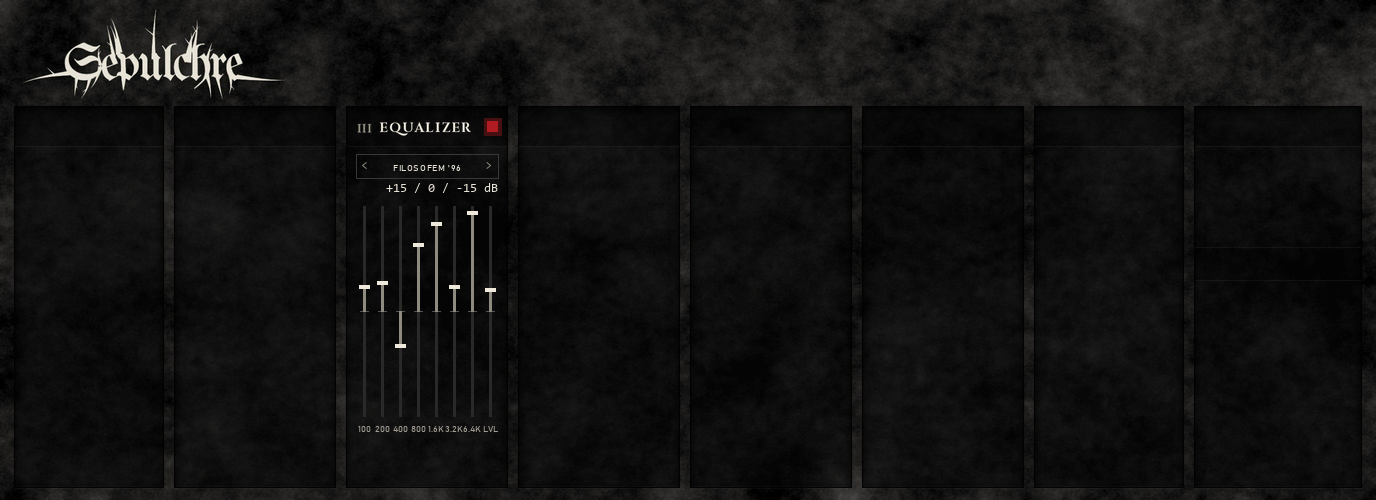 Sepulchre
III EQUALIZER
< FILOSOFEM '96 >
+15 / 0 / -15 dB
100 200 400 800 1.6K 3.2K 6.4K LVL